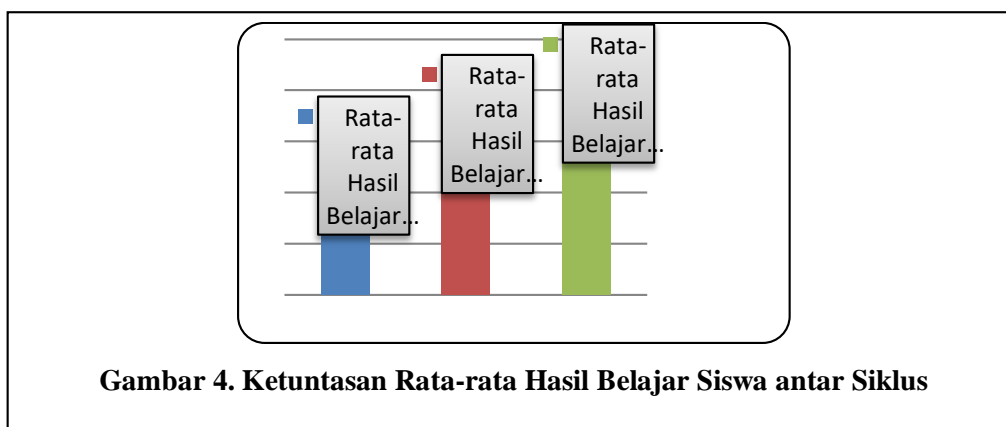 Rata-
rata
Hasil
Belajar...
Rata-
rata
Hasil
Belajar...
Rata-
rata
Hasil
Belajar...
Gambar 4. Ketuntasan Rata-rata Hasil Belajar Siswa antar Siklus